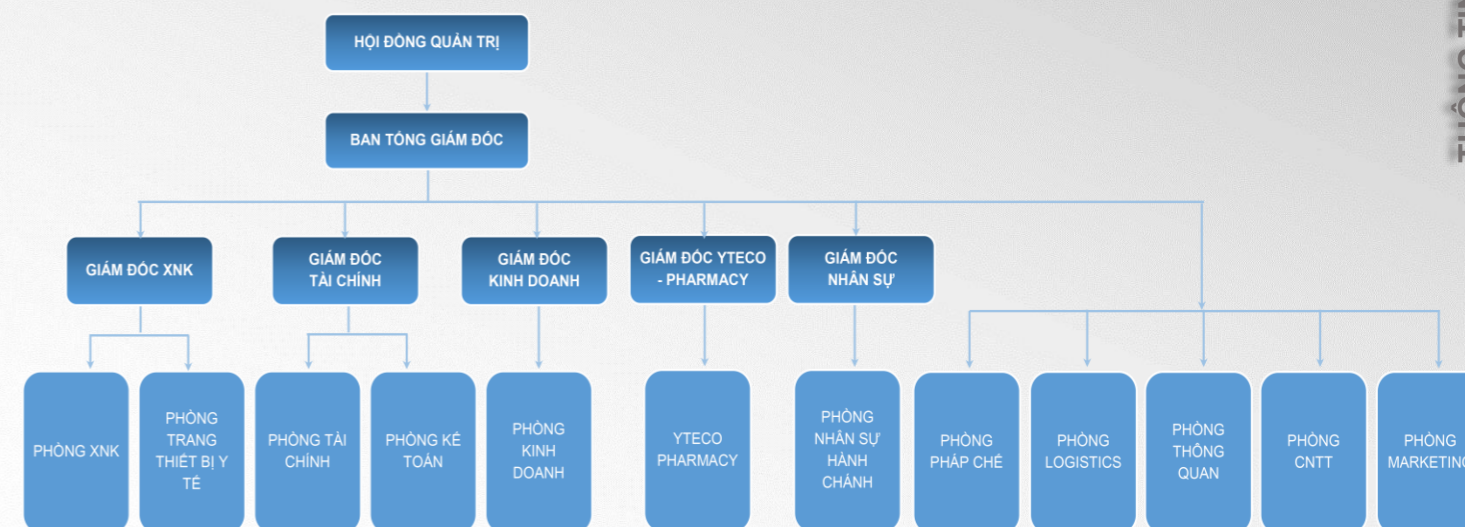 HỘI ĐỒNG QUẢN TRỊ
BAN TỔNG GIÁM ĐỐC
GIÁM ĐỐC XNK
GIÁM ĐỐC
TÀI CHÍNH
GIÁM ĐỐC
KINH DOANH
GIÁM ĐỐC YTECO
- PHARMACY
GIÁM ĐỐC
NHÂN SỰ
PHÒNG XNK
PHÒNG
TRANG
THIẾT BỊ Y
TẾ
PHÒNG TÀI
CHÍNH
PHÒNG KẾ
TOÁN
PHÒNG
KINH
DOANH
YTECO
PHARMACY
PHÒNG
NHÂN SỰ
HÀNH
CHÁNH
PHÒNG
PHÁP CHẾ
PHÒNG
LOGISTICS
PHÒNG
THÔNG
QUAN
PHÒNG
CNTT
PHÒNG
MARKETING